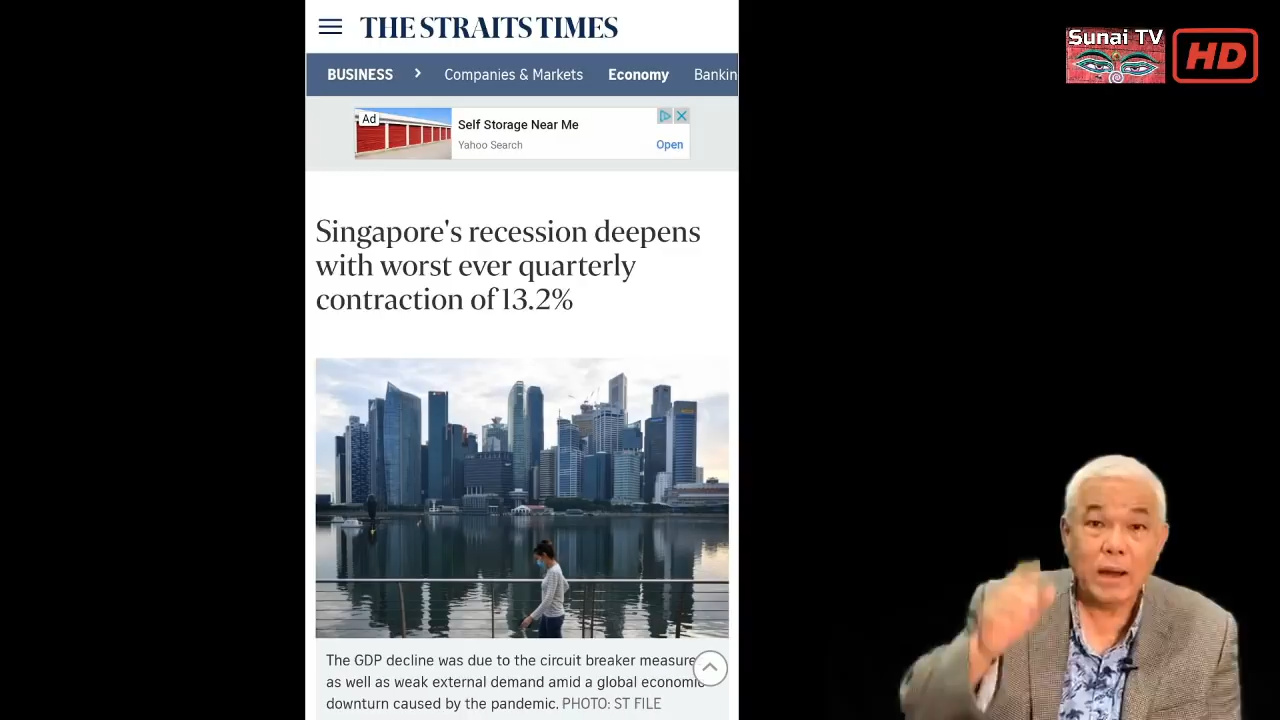 THE STRAITS TIMES
Sunai TV
HD
BUSINESS > Companies & Markets Economy Bankin
Ad
Self Storage Near Me
Yahoo Search
Open
Singapore's recession deepens
with worst ever quarterly
contraction of 13.2%
The GDP decline was due to the circuit breaker measure
as well as weak external demand amid a global economic
downturn caused by the pandemic. PHOTO: ST FILE